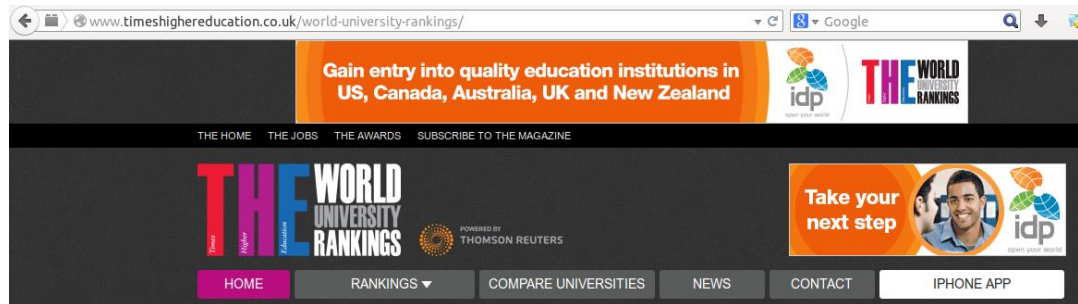 www.timeshighereducation.co.uk/world-university-rankings/
Google
Gain entry into quality education institutions in
US, Canada, Australia, UK and New Zealand
idp
open your world
THE WORLD
UNIVERSITY
RANKINGS
THE HOME THE JOBS THE AWARDS SUBSCRIBE TO THE MAGAZINE
THE WORLD
UNIVERSITY
RANKINGS
Times Higher Education
POWERED BY
THOMSON REUTERS
Take your
next step
idp
open your world
HOME RANKINGS ▼ COMPARE UNIVERSITIES NEWS CONTACT IPHONE APP